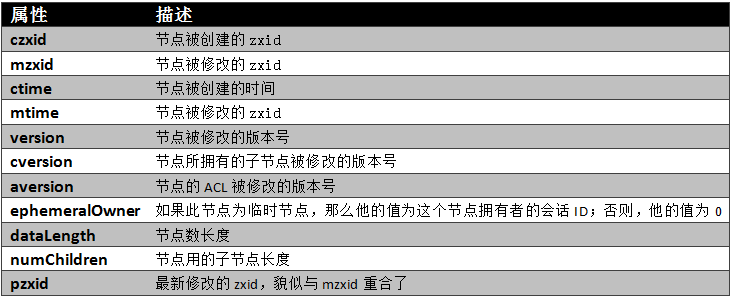 属性 描述
czxid 节点被创建的 zxid
mzxid 节点被修改的 zxid
ctime 节点被创建的时间
mtime 节点被修改的 zxid
version 节点被修改的版本号
cversion 节点所拥有的子节点被修改的版本号
aversion 节点的 ACL 被修改的版本号
ephemeralOwner 如果此节点为临时节点，那么他的值为这个节点拥有者的会话 ID；否则，他的值为 0
dataLength 节点数长度
numChildren 节点用的子节点长度
pzxid 最新修改的 zxid，貌似与 mzxid 重合了